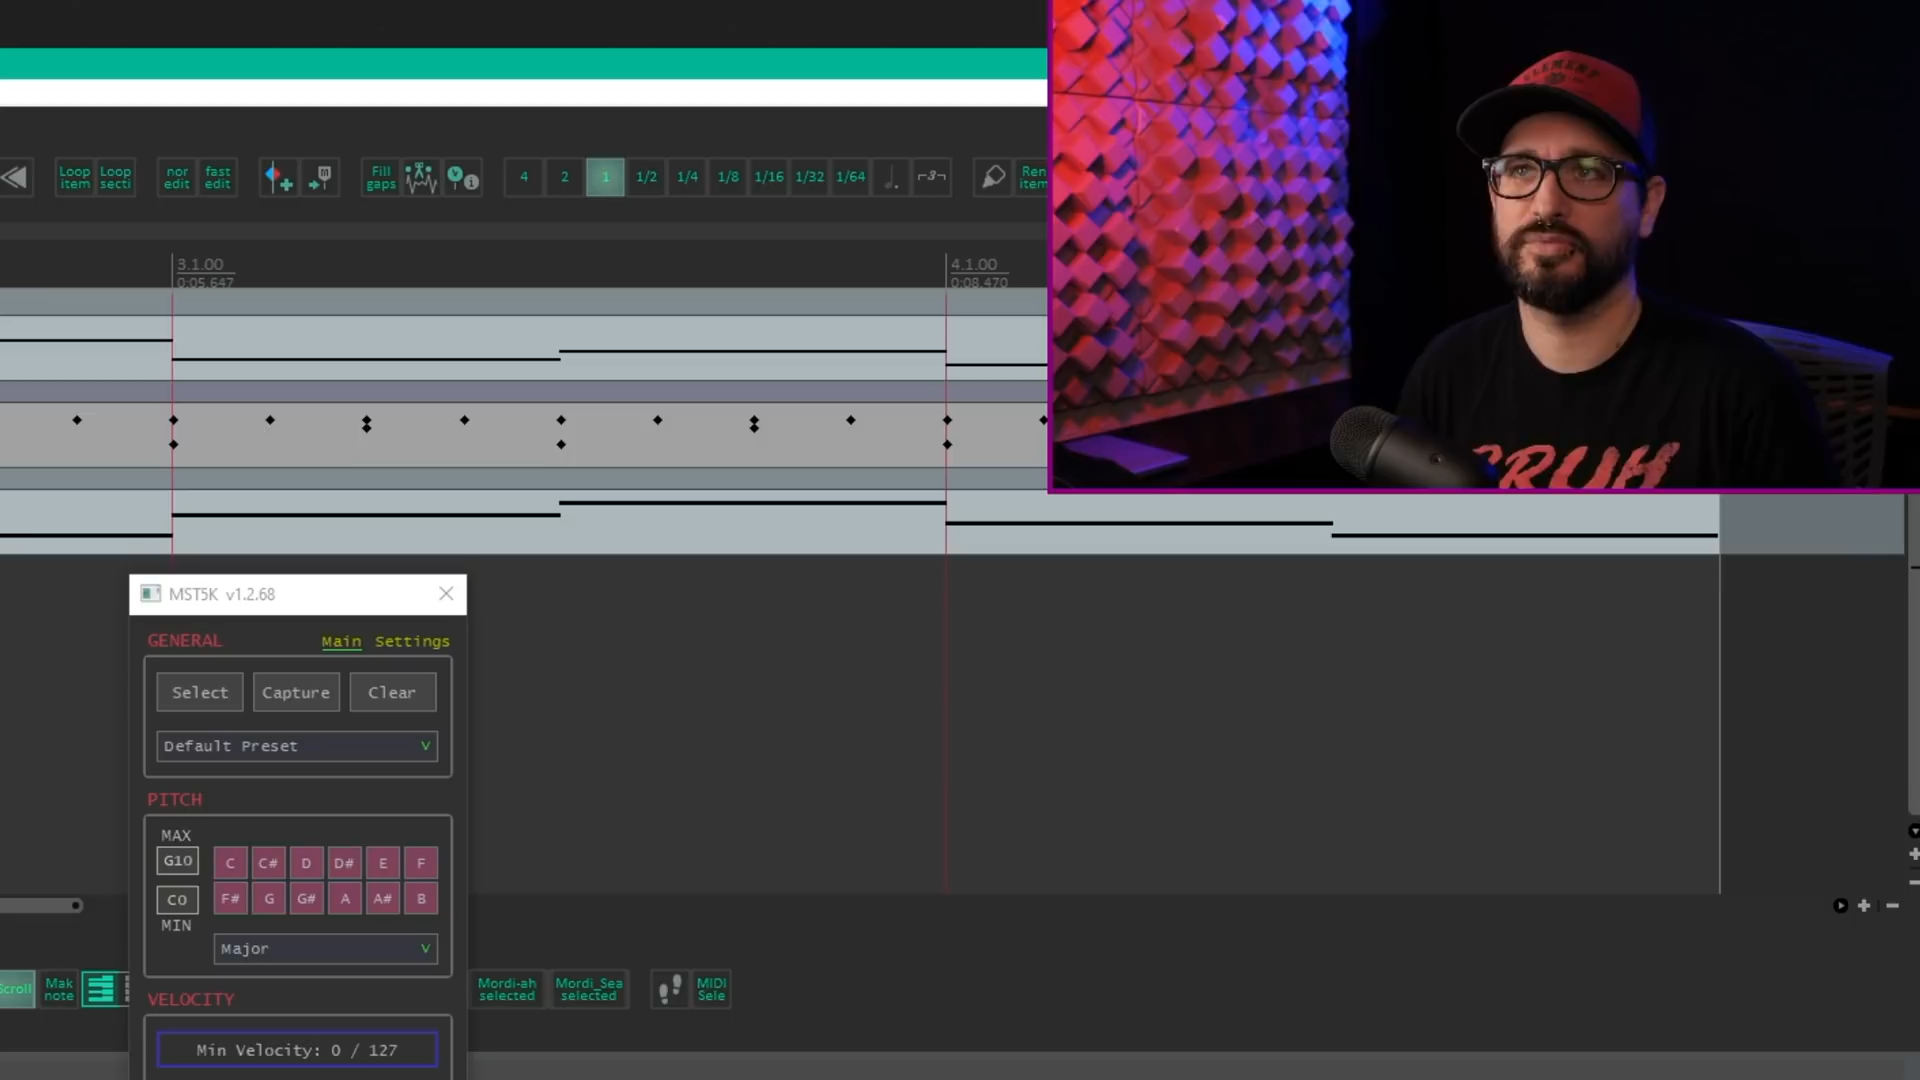 ELEMENT
Loop item
Loop secti
nor edit
fast edit
Fill gaps
4
2
1
1/2
1/4
1/8
1/16
1/32
1/64
3
Ren item
3.1.00
0:05.647
4.1.00
0:08.470
MST5K v1.2.68
GENERAL
Main Settings
Select Capture Clear
Default Preset
PITCH
MAX
G10
C C# D D# E F
C0
F# G G# A A# B
MIN
Major
Scroll
Mak note
Mordi-ah selected
Mordi_Sea selected
MIDI Sele
VELOCITY
Min Velocity: 0 / 127